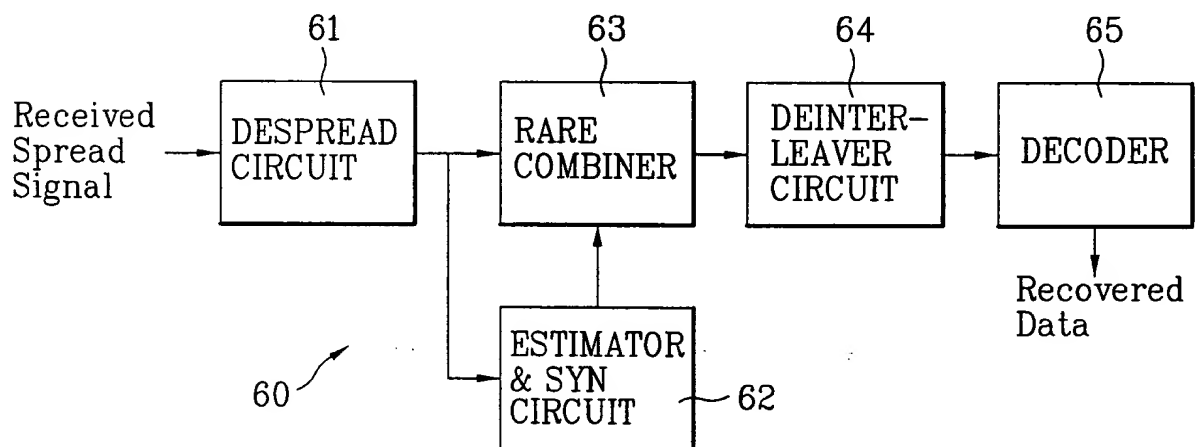 61
63
64
65
Received
Spread
Signal
DESPREAD
CIRCUIT
RARE
COMBINER
DEINTER-
LEAVER
CIRCUIT
DECODER
Recovered
Data
ESTIMATOR
& SYN
CIRCUIT
60
62